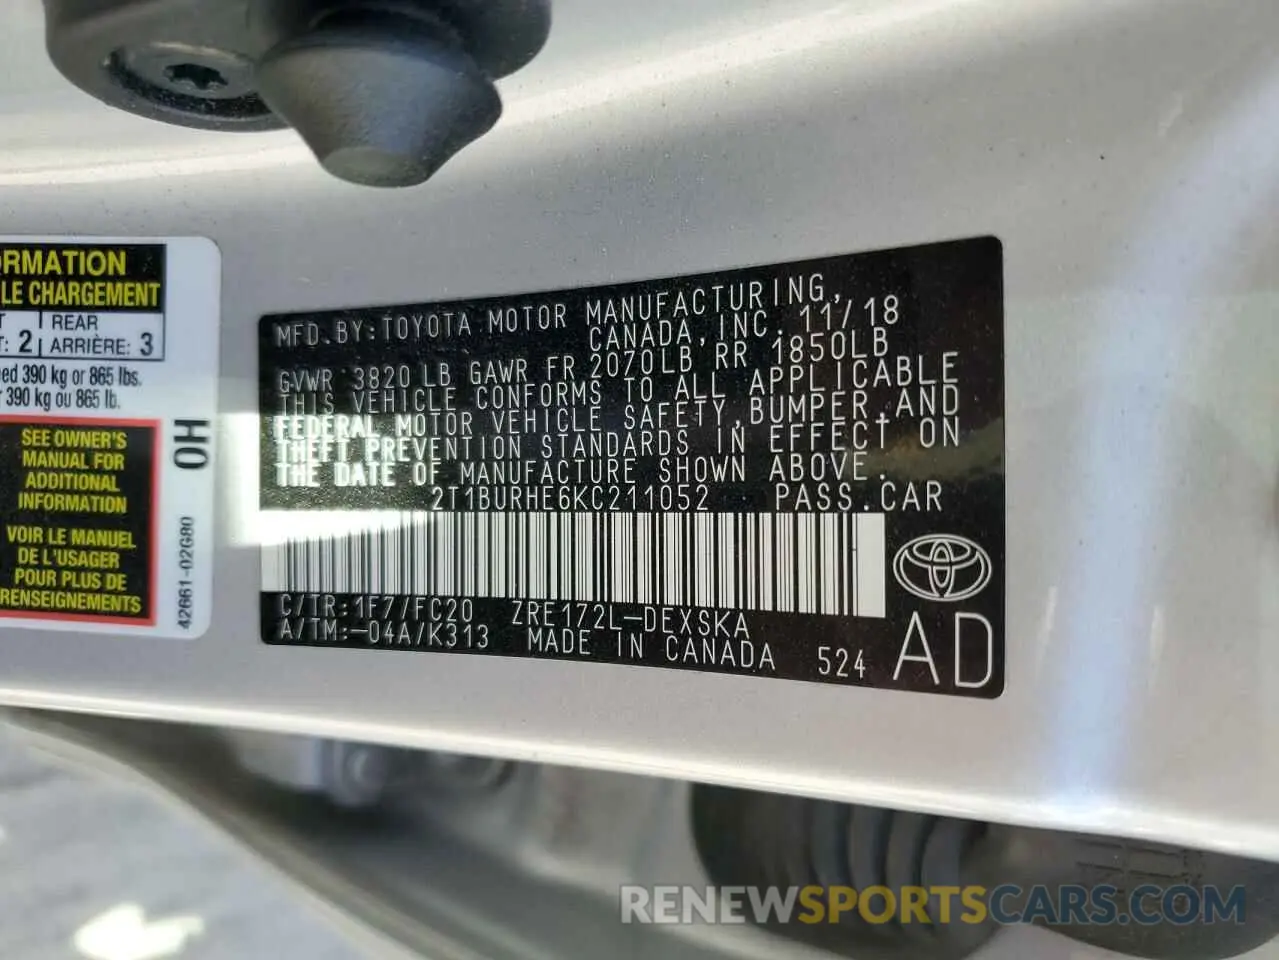 ORMATION
LE CHARGEMENT
REAR
: 2 ARRIÈRE: 3
390 kg or 865 lbs.
390 kg ou 865 lb.
SEE OWNER'S
MANUAL FOR
ADDITIONAL
INFORMATION
VOIR LE MANUEL
DE L'USAGER
POUR PLUS DE
RENSEIGNEMENTS
0H
42661-02G80
MFD. BY: TOYOTA MOTOR MANUFACTURING,
CANADA, INC. 11/18
GVWR 3820 LB GAWR FR 2070LB RR 1850LB
THIS VEHICLE CONFORMS TO ALL APPLICABLE
FEDERAL MOTOR VEHICLE SAFETY, BUMPER, AND
THEFT PREVENTION STANDARDS IN EFFECT ON
THE DATE OF MANUFACTURE SHOWN ABOVE.
2T1BURHE6KC211052 PASS. CAR
C/TR: 1F7/FC20 ZRE172L-DEXSKA
A/TM: -04A/K313 MADE IN CANADA 524
AD
RENEWSPORTSCARS.COM